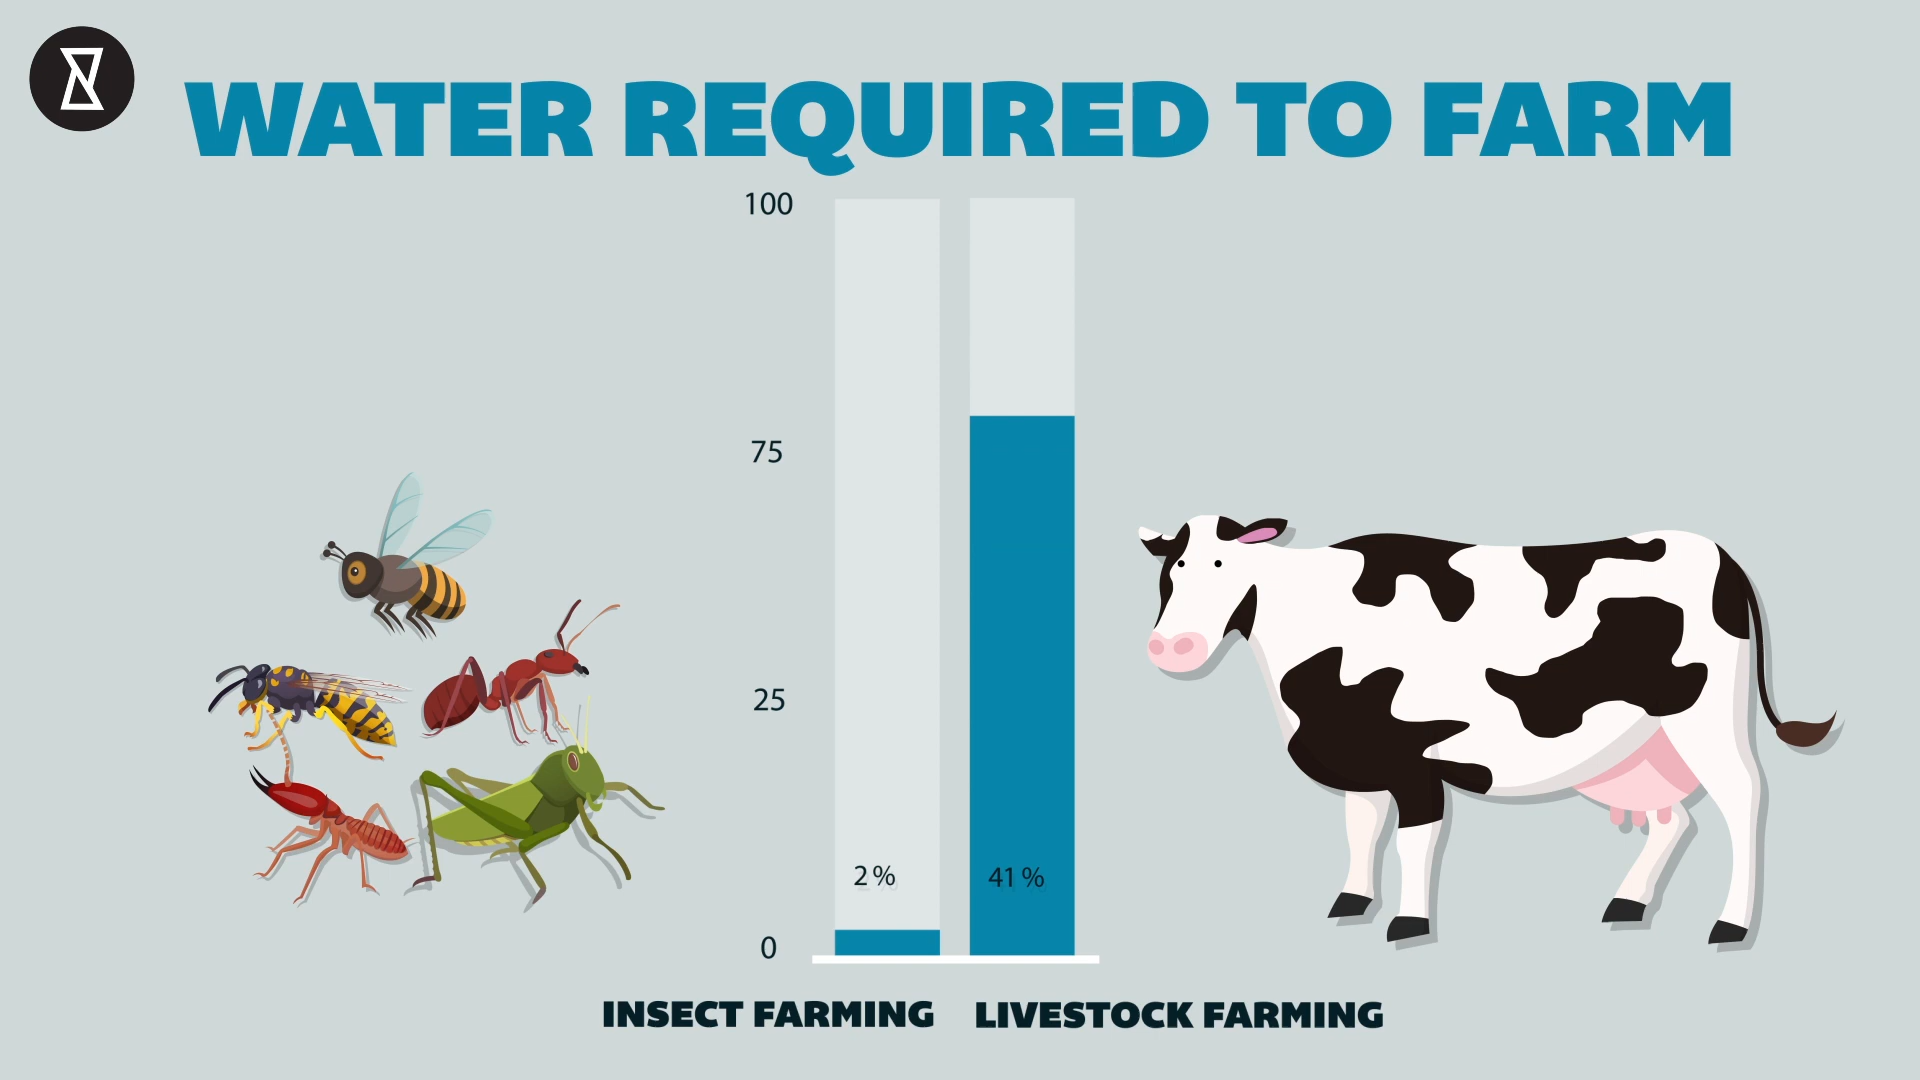 WATER REQUIRED TO FARM
100
75
25
0
2 %
41 %
INSECT FARMING
LIVESTOCK FARMING